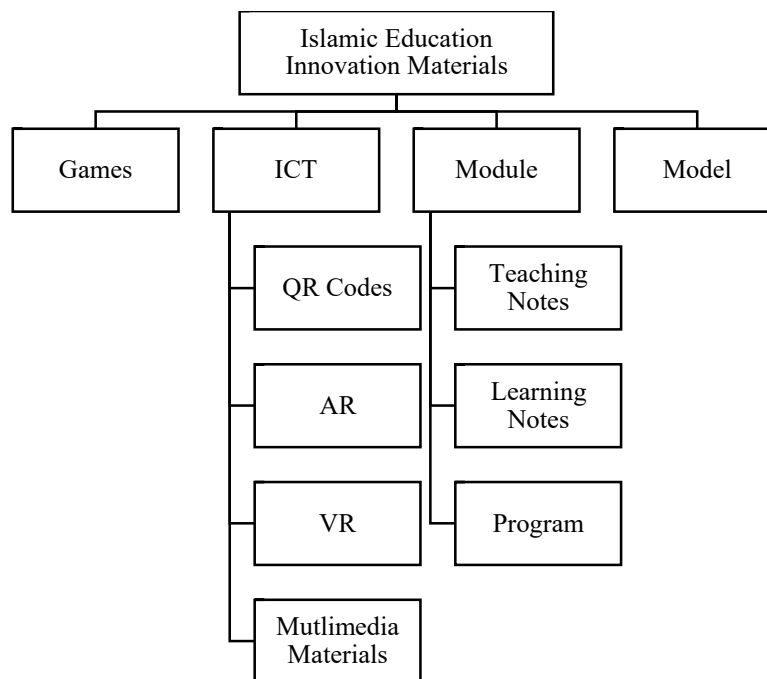 Islamic Education
Innovation Materials
Games
ICT
Module
Model
QR Codes
Teaching
Notes
AR
Learning
Notes
VR
Program
Mutlimedia
Materials